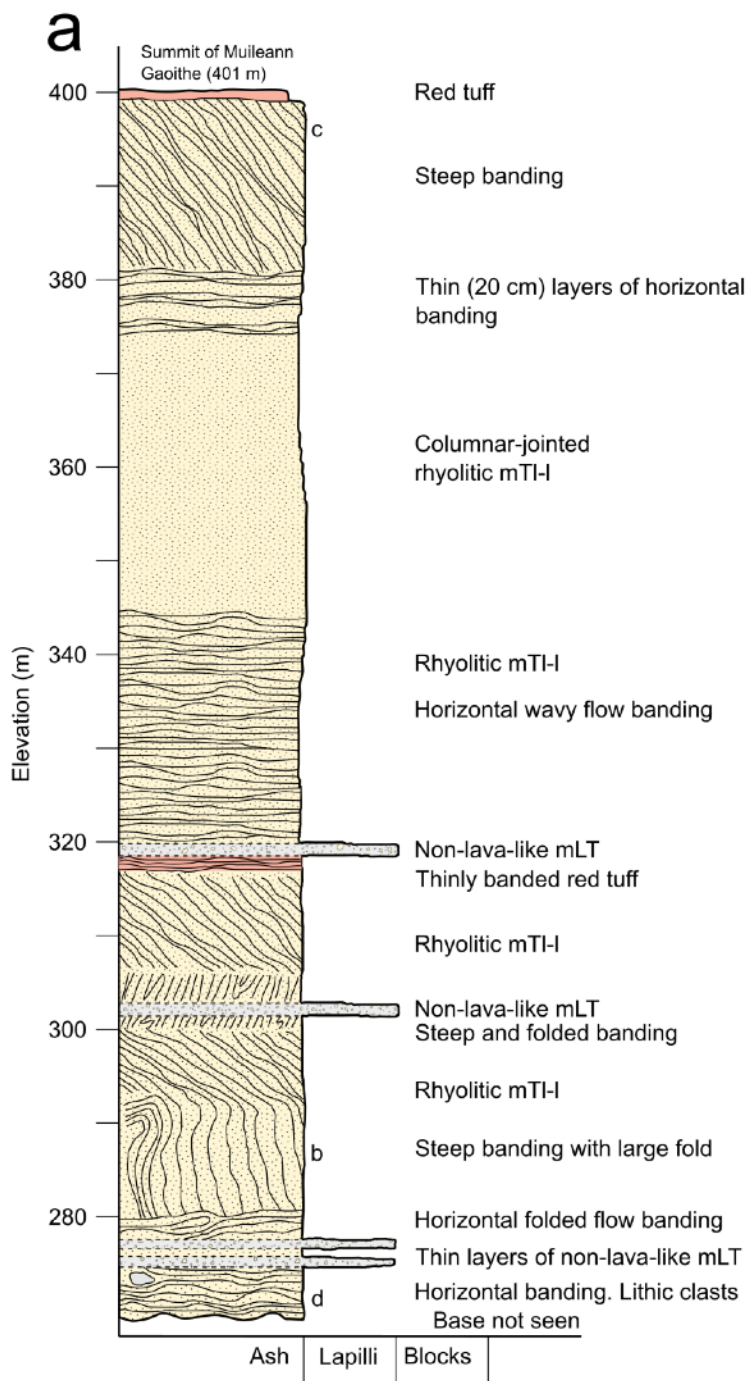 a
Summit of Muileann
Gaoithe (401 m)
400
Red tuff
c
Steep banding
380
Thin (20 cm) layers of horizontal
banding
360
Columnar-jointed
rhyolitic mTl-l
Elevation (m)
340
Rhyolitic mTl-l
Horizontal wavy flow banding
320
Non-lava-like mLT
Thinly banded red tuff
Rhyolitic mTl-l
300
Non-lava-like mLT
Steep and folded banding
Rhyolitic mTl-l
b
Steep banding with large fold
280
Horizontal folded flow banding
Thin layers of non-lava-like mLT
d
Horizontal banding. Lithic clasts
Base not seen
Ash
Lapilli
Blocks